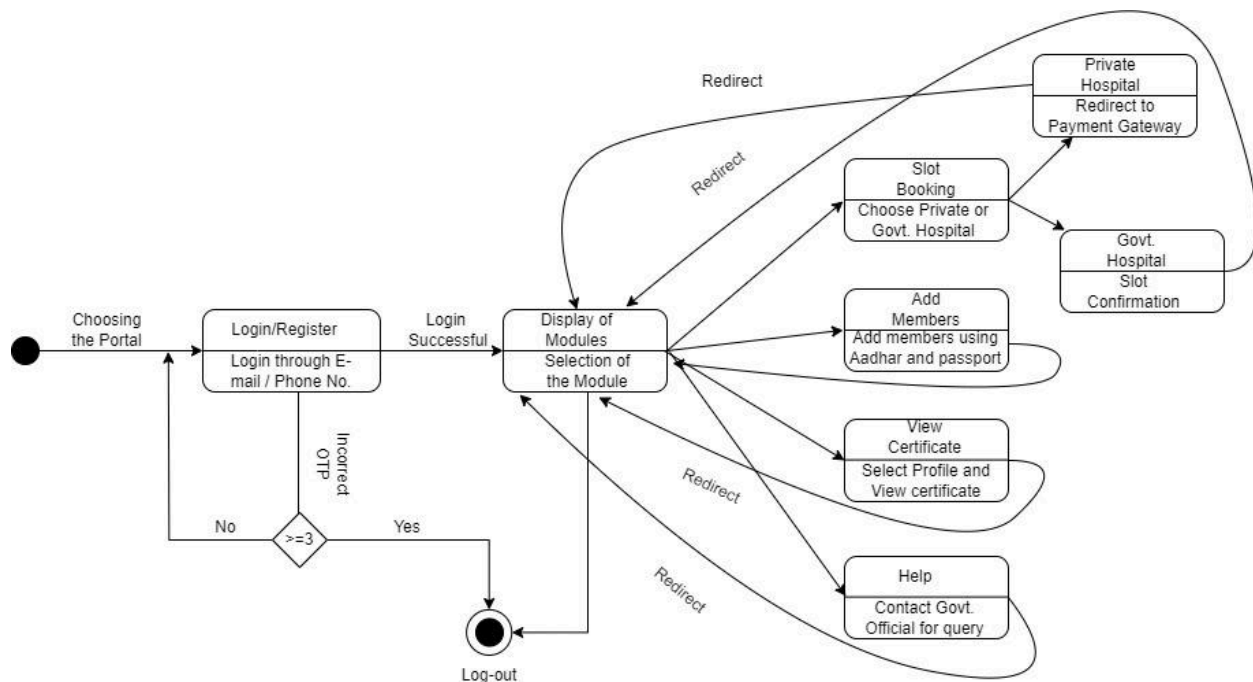 Private
Hospital
Redirect to
Payment Gateway
Redirect
Redirect
Slot
Booking
Choose Private or
Govt. Hospital
Govt.
Hospital
Slot
Confirmation
Choosing
the Portal
Login/Register
Login through E-
mail / Phone No.
Login
Successful
Display of
Modules
Selection of
the Module
Add
Members
Add members using
Aadhar and passport
Incorrect
OTP
View
Certificate
Select Profile and
View certificate
Redirect
No
>=3
Yes
Redirect
Help
Contact Govt.
Official for query
Log-out